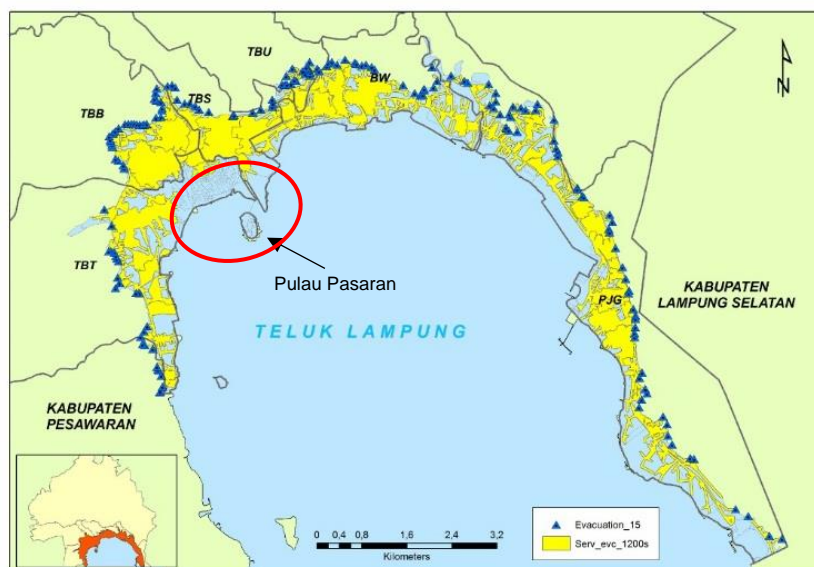 TBU
BW
TBS
TBB
N
TBT
Pulau Pasaran
KABUPATEN
LAMPUNG SELATAN
PJG
TELUK LAMPUNG
KABUPATEN
PESAWARAN
0 0,4 0,8 1,6 2,4 3,2
Kilometers
Evacuation_15
Serv_evc_1200s